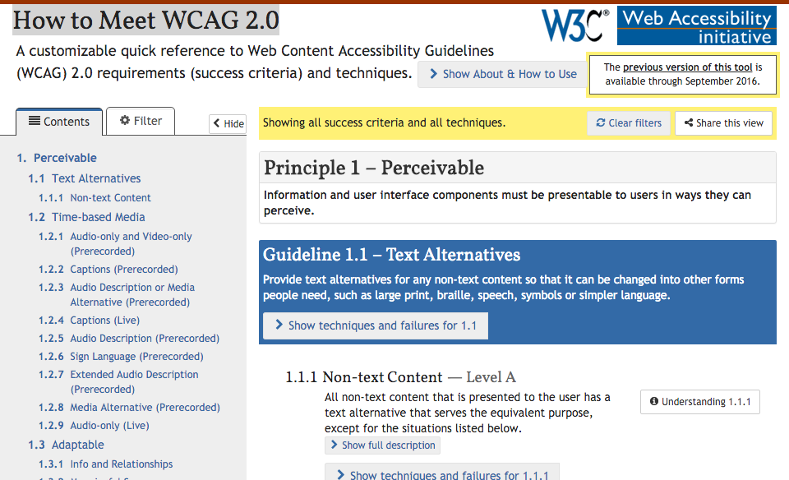 How to Meet WCAG 2.0
W3C® Web Accessibility
initiative
A customizable quick reference to Web Content Accessibility Guidelines
(WCAG) 2.0 requirements (success criteria) and techniques.
Show About & How to Use
The previous version of this tool is
available through September 2016.
Contents
Filter
Hide
Showing all success criteria and all techniques.
Clear filters
Share this view
1. Perceivable
1.1 Text Alternatives
1.1.1 Non-text Content
1.2 Time-based Media
1.2.1 Audio-only and Video-only
(Prerecorded)
1.2.2 Captions (Prerecorded)
1.2.3 Audio Description or Media
Alternative (Prerecorded)
1.2.4 Captions (Live)
1.2.5 Audio Description (Prerecorded)
1.2.6 Sign Language (Prerecorded)
1.2.7 Extended Audio Description
(Prerecorded)
1.2.8 Media Alternative (Prerecorded)
1.2.9 Audio-only (Live)
1.3 Adaptable
1.3.1 Info and Relationships
Principle 1 – Perceivable
Information and user interface components must be presentable to users in ways they can
perceive.
Guideline 1.1 – Text Alternatives
Provide text alternatives for any non-text content so that it can be changed into other forms
people need, such as large print, braille, speech, symbols or simpler language.
Show techniques and failures for 1.1
1.1.1 Non-text Content — Level A
All non-text content that is presented to the user has a
text alternative that serves the equivalent purpose,
except for the situations listed below.
Understanding 1.1.1
Show full description
Show techniques and failures for 1.1.1